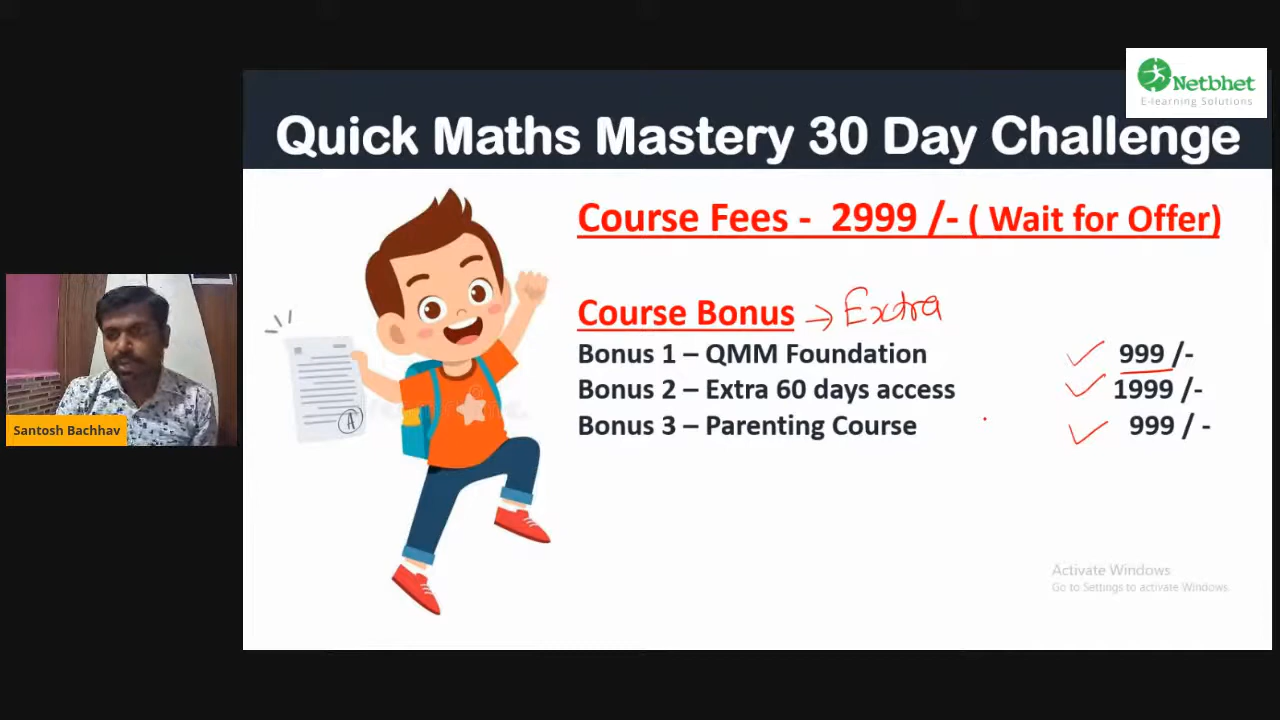 Netbhet
E-learning Solutions
Quick Maths Mastery 30 Day Challenge
Course Fees - 2999 /- ( Wait for Offer)
Course Bonus → Extra
Bonus 1 – QMM Foundation 999 /-
Bonus 2 – Extra 60 days access 1999 /-
Bonus 3 – Parenting Course 999 / -
A
Santosh Bachhav
Activate Windows
Go to Settings to activate Windows.